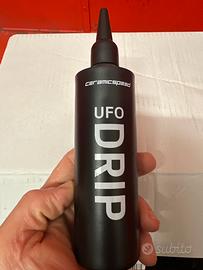 ceramicspeed
UFO
DRIP
subito